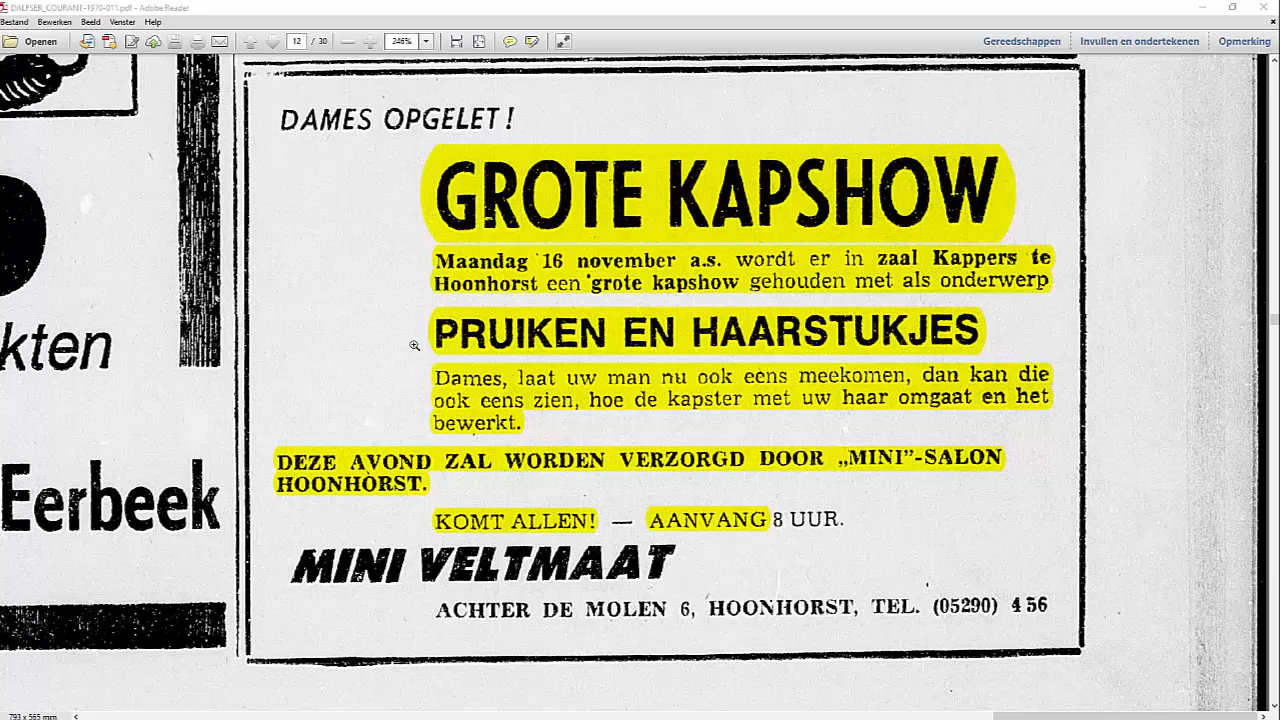 DALFSER_COURANT-1970-011.pdf - Adobe Reader
Bestand Bewerken Beeld Venster Help
Openen 12 / 30 246% Gereedschappen Invullen en ondertekenen Opmerking
DAMES OPGELET!
GROTE KAPSHOW
Maandag 16 november a.s. wordt er in zaal Kappers te
Hoonhorst een grote kapshow gehouden met als onderwerp
PRUIKEN EN HAARSTUKJES
Dames, laat uw man nu ook eens meekomen, dan kan die
ook eens zien, hoe de kapster met uw haar omgaat en het
bewerkt.
DEZE AVOND ZAL WORDEN VERZORGD DOOR „MINI”-SALON
HOONHORST.
KOMT ALLEN! — AANVANG 8 UUR.
MINI VELTMAAT
ACHTER DE MOLEN 6, HOONHORST, TEL. (05290) 4 56
kten
Eerbeek
793 x 565 mm